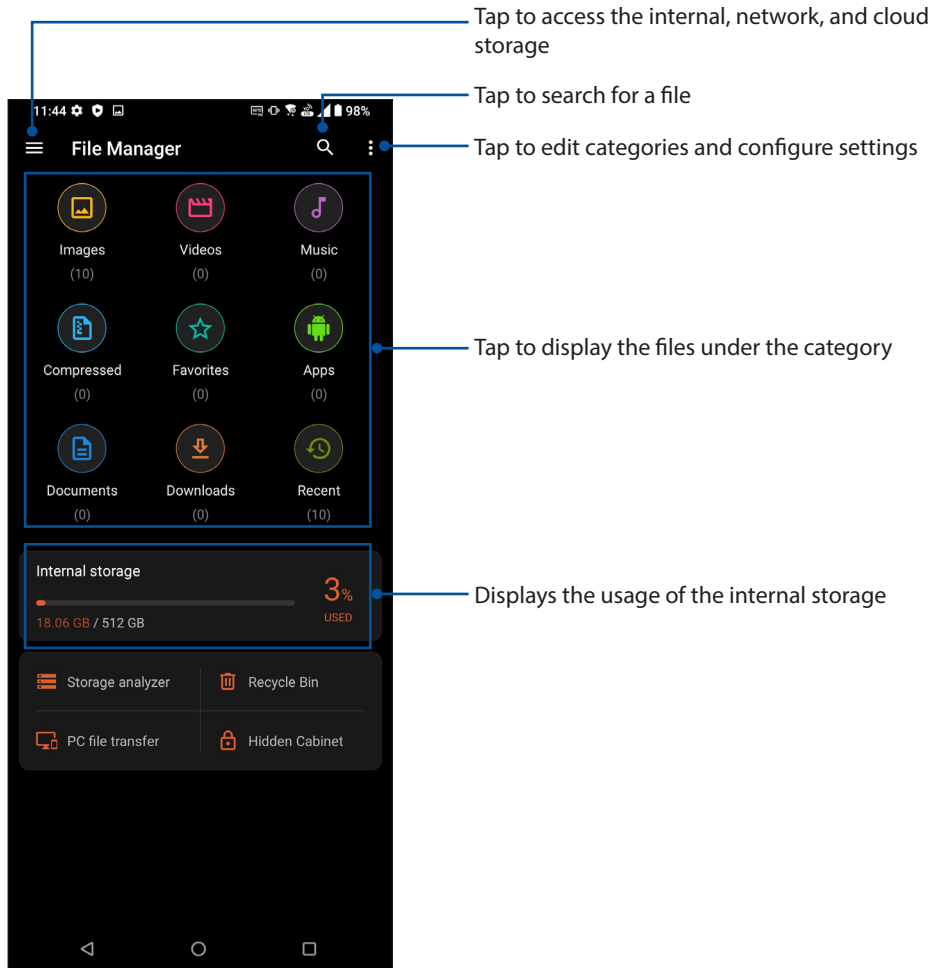 Tap to access the internal, network, and cloud
storage
Tap to search for a file
11:44 98%
File Manager
Tap to edit categories and configure settings
Images Videos Music
(10) (0) (0)
Tap to display the files under the category
Compressed Favorites Apps
(0) (0) (0)
Documents Downloads Recent
(0) (0) (10)
Internal storage
3%
Displays the usage of the internal storage
18.06 GB / 512 GB USED
Storage analyzer Recycle Bin
PC file transfer Hidden Cabinet